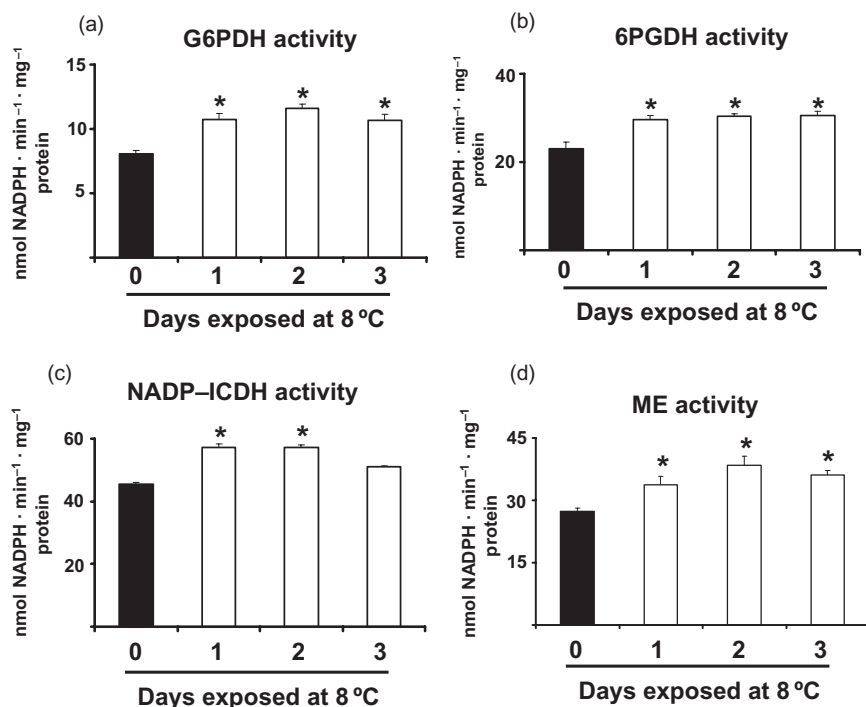 (a)
G6PDH activity
nmol NADPH · min⁻¹ · mg⁻¹
protein
15
10
5
*
*
*
0 1 2 3
Days exposed at 8 ºC
(b)
6PGDH activity
nmol NADPH · min⁻¹ · mg⁻¹
protein
40
20
*
*
*
0 1 2 3
Days exposed at 8 ºC
(c)
NADP–ICDH activity
nmol NADPH · min⁻¹ · mg⁻¹
protein
60
40
20
0
*
*
0 1 2 3
Days exposed at 8 ºC
(d)
ME activity
nmol NADPH · min⁻¹ · mg⁻¹
protein
45
30
15
*
*
*
0 1 2 3
Days exposed at 8 ºC